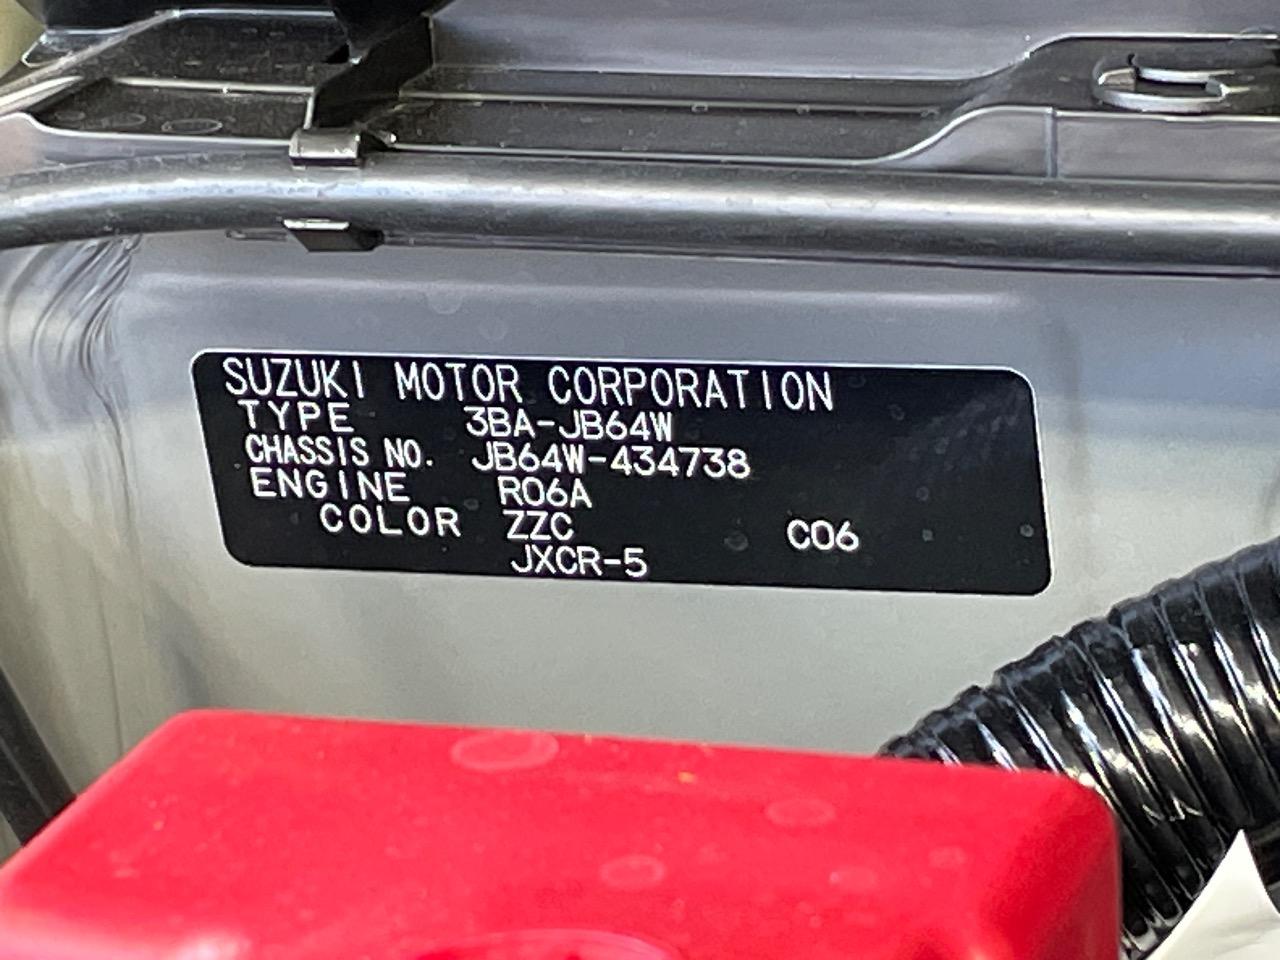 SUZUKI MOTOR CORPORATION
TYPE 3BA-JB64W
CHASSIS NO. JB64W-434738
ENGINE R06A
COLOR ZZC C06
JXCR-5